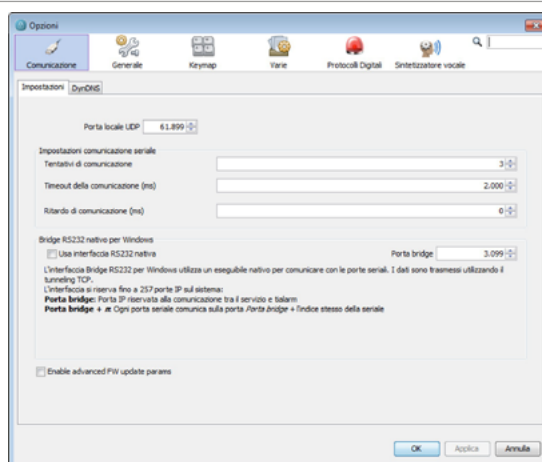 Opzioni
Comunicazione Generale Keymap Varie Protocolli Digitali Sintetizzatore vocale
Impostazioni DynDNS
Porta locale UDP 61.899
Impostazioni comunicazione seriale
Tentativi di comunicazione 3
Timeout della comunicazione (ms) 2.000
Ritardo di comunicazione (ms) 0
Bridge RS232 nativo per Windows
Usa interfaccia RS232 nativa Porta bridge 3.099
L'interfaccia Bridge RS232 per Windows utilizza un eseguibile nativo per comunicare con le porte seriali. I dati sono trasmessi utilizzando il
tunneling TCP.
L'interfaccia si riserva fino a 257 porte IP sul sistema:
Porta bridge: Porta IP riservata alla comunicazione tra il servizio e tialarm
Porta bridge + n: Ogni porta seriale comunica sulla porta Porta bridge + l'indice stesso della seriale
Enable advanced FW update params
OK Applica Annulla